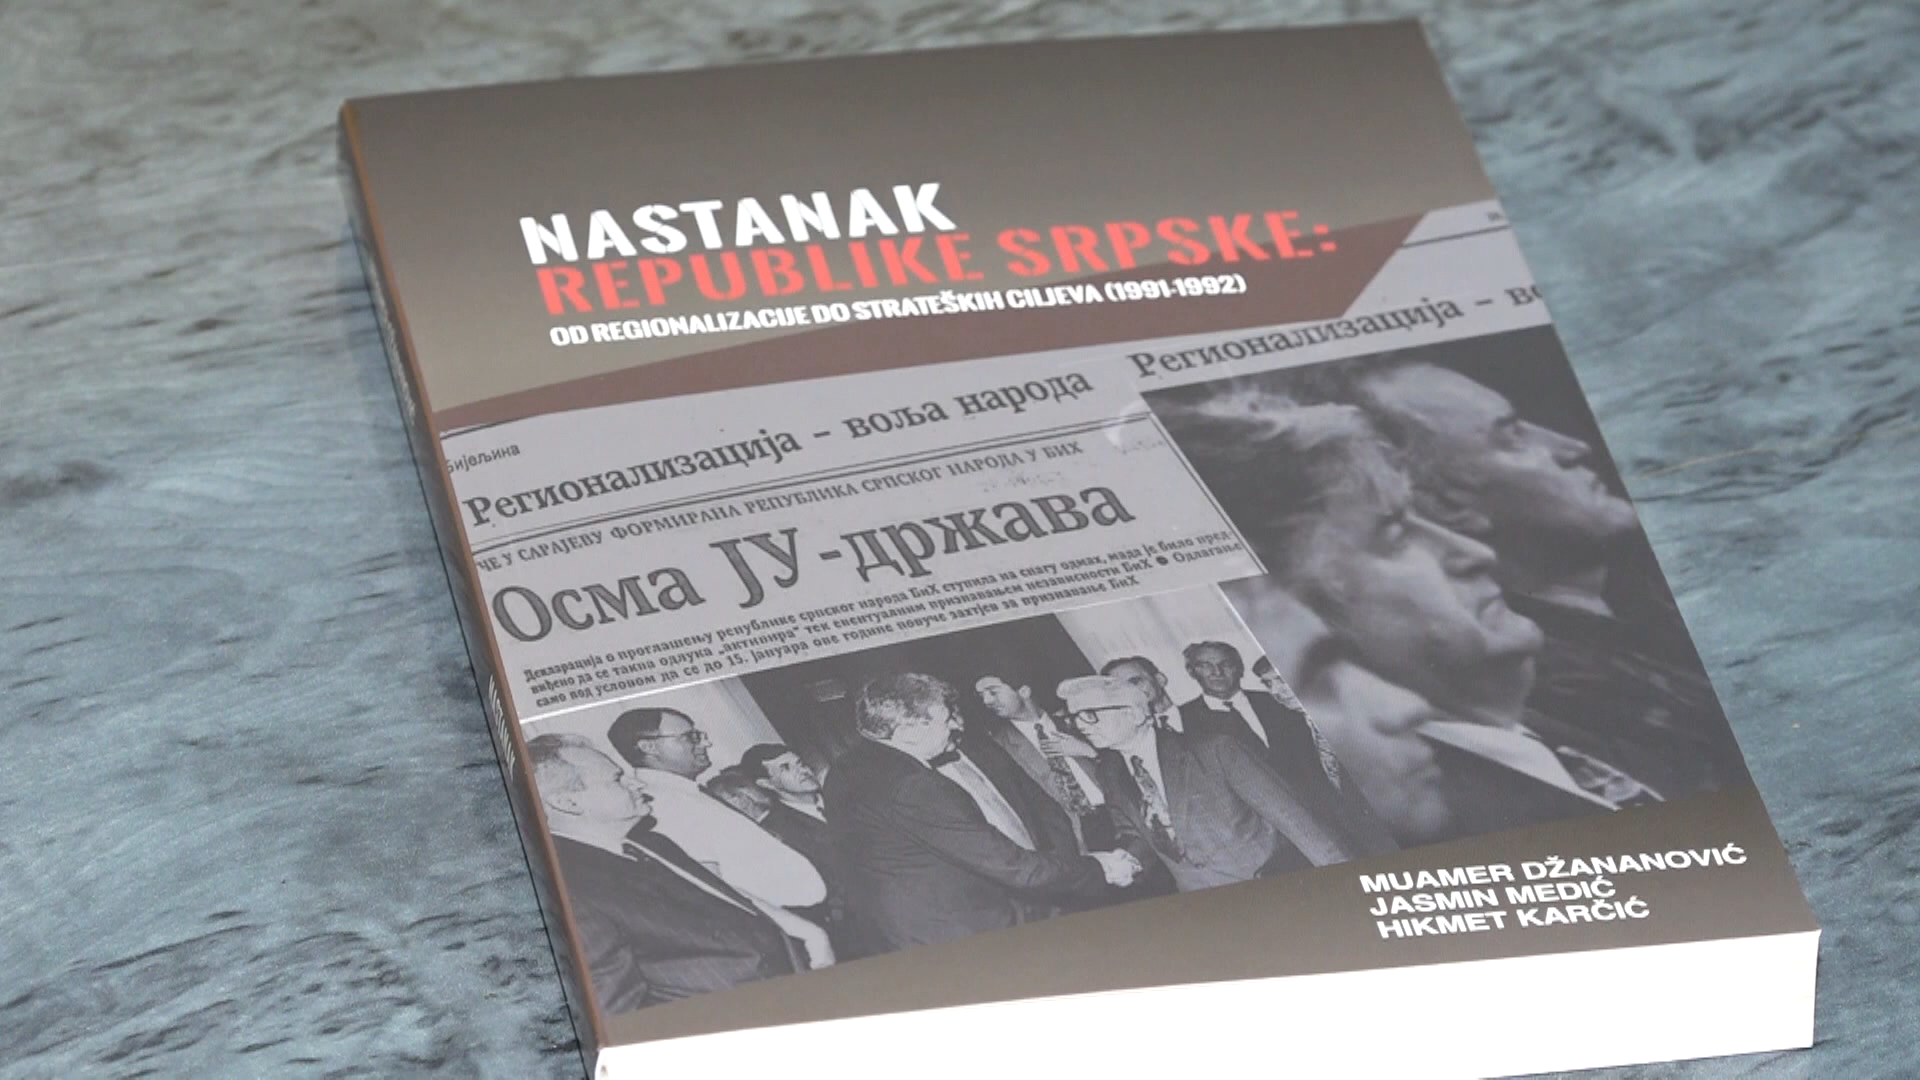 NASTANAK
REPUBLIKE SRPSKE:
OD REGIONALIZACIJE DO STRATEŠKIH CILJEVA (1991-1992)
Регионализација –
Бијељина
Регионализација – воља народа
ЧЕ У САРАЈЕВУ ФОРМИРАНА РЕПУБЛИКА СРПСКОГ НАРОДА У БИХ
Осма ЈУ-држава
Декларација о проглашењу републике српског народа БиХ ступила на снагу одмах, мада је било пред-
виђено да се таква одлука „активира“ тек евентуалним признавањем независности БиХ ● Одлагање
само под условом да се до 15. јануара ове године повуче захтјев за признавање БиХ
MUAMER DŽANANOVIĆ
JASMIN MEDIĆ
HIKMET KARČIĆ
NASTANAK